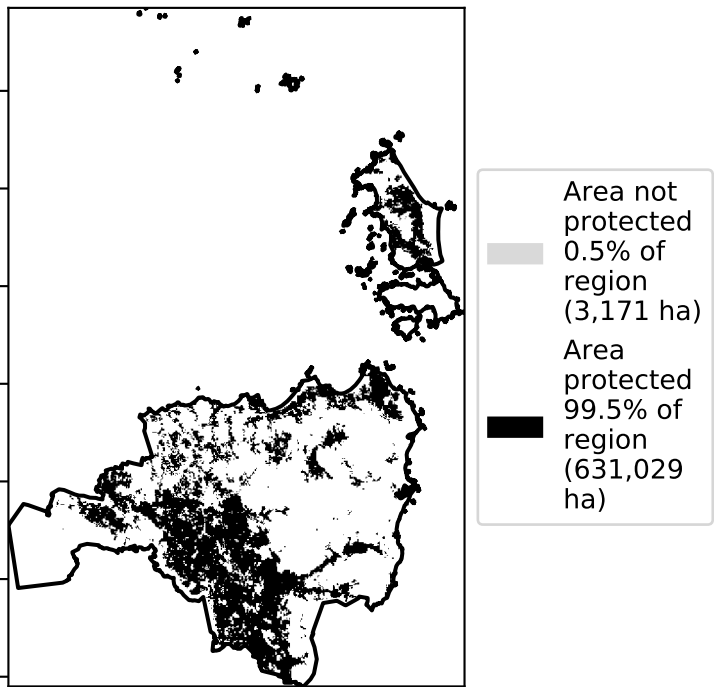 Area not
protected
0.5% of
region
(3,171 ha)
Area
protected
99.5% of
region
(631,029
ha)